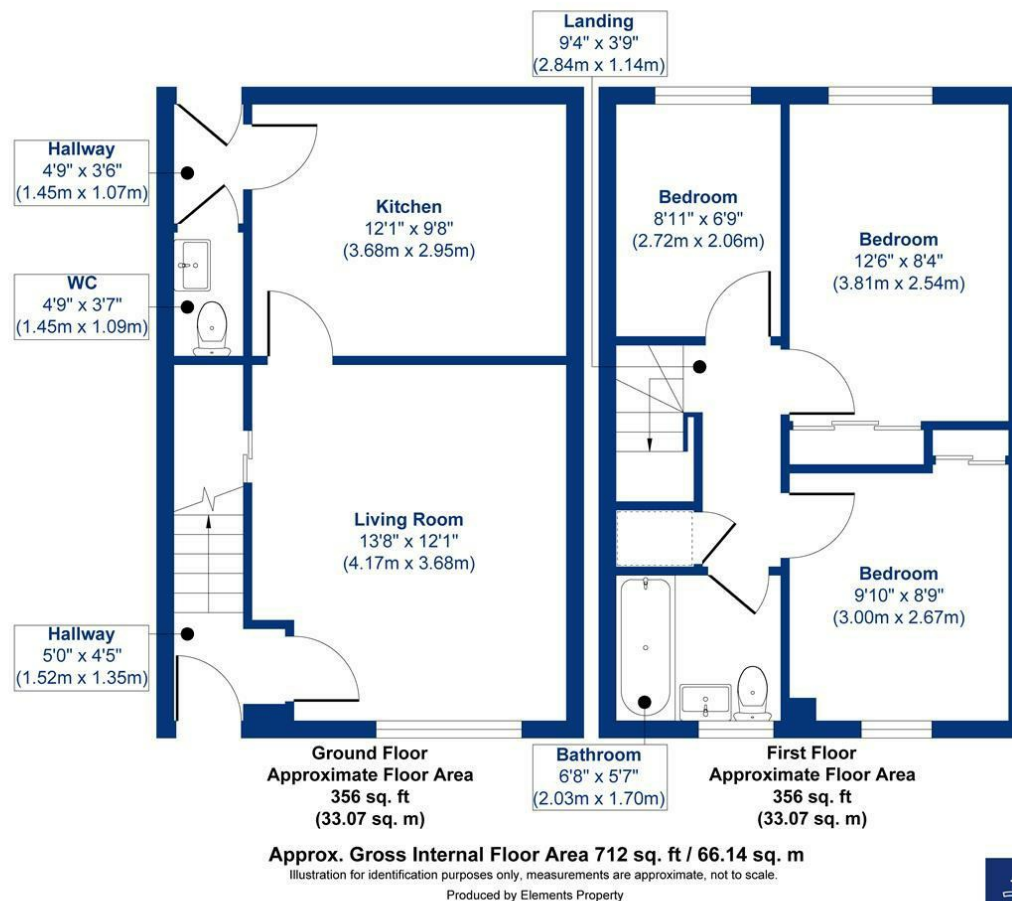 Landing
9'4" x 3'9"
(2.84m x 1.14m)
Hallway
4'9" x 3'6"
(1.45m x 1.07m)
Kitchen
12'1" x 9'8"
(3.68m x 2.95m)
Bedroom
8'11" x 6'9"
(2.72m x 2.06m)
Bedroom
12'6" x 8'4"
(3.81m x 2.54m)
WC
4'9" x 3'7"
(1.45m x 1.09m)
Living Room
13'8" x 12'1"
(4.17m x 3.68m)
Bedroom
9'10" x 8'9"
(3.00m x 2.67m)
Hallway
5'0" x 4'5"
(1.52m x 1.35m)
Bathroom
6'8" x 5'7"
(2.03m x 1.70m)
Ground Floor
Approximate Floor Area
356 sq. ft
(33.07 sq. m)
First Floor
Approximate Floor Area
356 sq. ft
(33.07 sq. m)
Approx. Gross Internal Floor Area 712 sq. ft / 66.14 sq. m
Illustration for identification purposes only, measurements are approximate, not to scale.
Produced by Elements Property